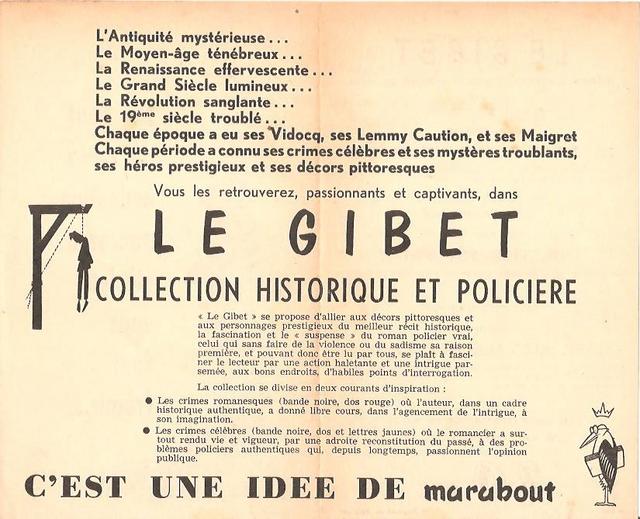 L'Antiquité mystérieuse...
Le Moyen-âge ténébreux...
La Renaissance effervescente...
Le Grand Siècle lumineux...
La Révolution sanglante...
Le 19ème siècle troublé...
Chaque époque a eu ses Vidocq, ses Lemmy Caution, et ses Maigret
Chaque période a connu ses crimes célèbres et ses mystères troublants,
ses héros prestigieux et ses décors pittoresques
Vous les retrouverez, passionnants et captivants, dans
LE GIBET
COLLECTION HISTORIQUE ET POLICIERE
« Le Gibet » se propose d'allier aux décors pittoresques et
aux personnages prestigieux du meilleur récit historique,
la fascination et le « suspense » du roman policier vrai,
celui qui sans faire de la violence ou du sadisme sa raison
première, et pouvant donc être lu par tous, se plaît à fasci-
ner le lecteur par une action haletante et une intrigue par-
semée, aux bons endroits, d'habiles points d'interrogation.
La collection se divise en deux courants d'inspiration :
● Les crimes romanesques (bande noire, dos rouge) où l'auteur, dans un cadre
historique authentique, a donné libre cours, dans l'agencement de l'intrigue, à
son imagination.
● Les crimes célèbres (bande noire, dos et lettres jaunes) où le romancier a sur-
tout rendu vie et vigueur, par une adroite reconstitution du passé, à des pro-
blèmes policiers authentiques qui, depuis longtemps, passionnent l'opinion
publique.
C'EST UNE IDEE DE marabout